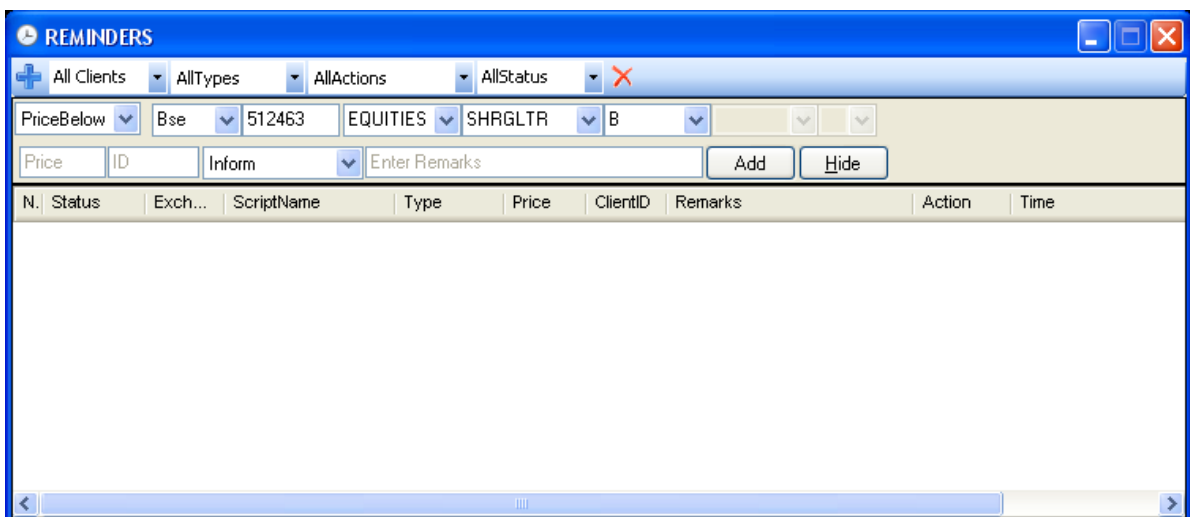 REMINDERS
All Clients AllTypes AllActions AllStatus
PriceBelow Bse 512463 EQUITIES SHRGLTR B
Price ID Inform Enter Remarks Add Hide
N. Status Exch... ScriptName Type Price ClientID Remarks Action Time